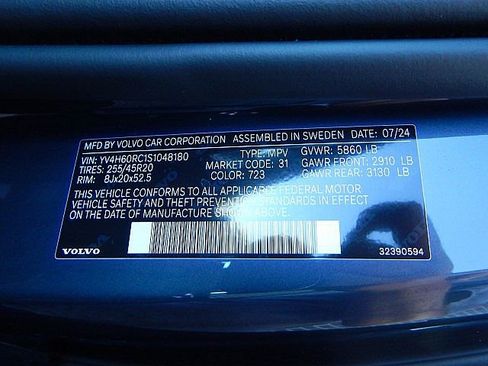 MFD. BY VOLVO CAR CORPORATION ASSEMBLED IN SWEDEN DATE: 07/24
VIN: YV4H60RC1S1048180 TYPE: MPV GVWR: 5860 LB
TIRES: 255/45R20 MARKET CODE: 31 GAWR FRONT: 2910 LB
RIM: 8Jx20x52.5 COLOR: 723 GAWR REAR: 3130 LB
THIS VEHICLE CONFORMS TO ALL APPLICABLE FEDERAL MOTOR
VEHICLE SAFETY AND THEFT PREVENTION STANDARDS IN EFFECT
ON THE DATE OF MANUFACTURE SHOWN ABOVE.
VOLVO 32390594